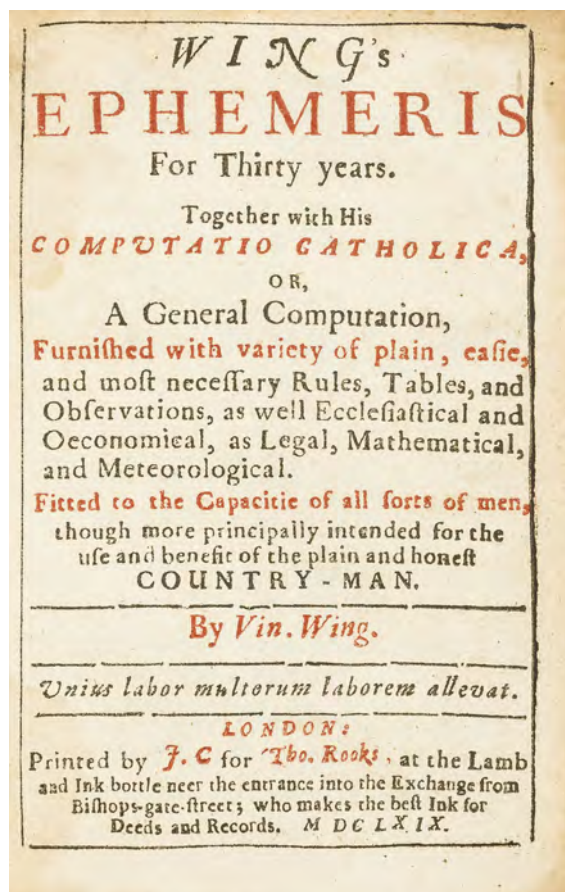 WING's
EPHEMERIS
For Thirty years.
Together with His
COMPVTATIO CATHOLICA,
OR,
A General Computation,
Furniſhed with variety of plain, eaſie,
and moſt neceſſary Rules, Tables, and
Obſervations, as well Eccleſiaſtical and
Oeconomical, as Legal, Mathematical,
and Meteorological.
Fitted to the Capacitie of all ſorts of men,
though more principally intended for the
uſe and benefit of the plain and honeſt
COUNTRY-MAN.
By Vin. Wing.
Vnius labor multorum laborem allevat.
LONDON:
Printed by J. C for Tho. Rooks, at the Lamb
and Ink bottle neer the entrance into the Exchange from
Biſhops-gate-ſtreet; who makes the beſt Ink for
Deeds and Records. MDCLXIX.